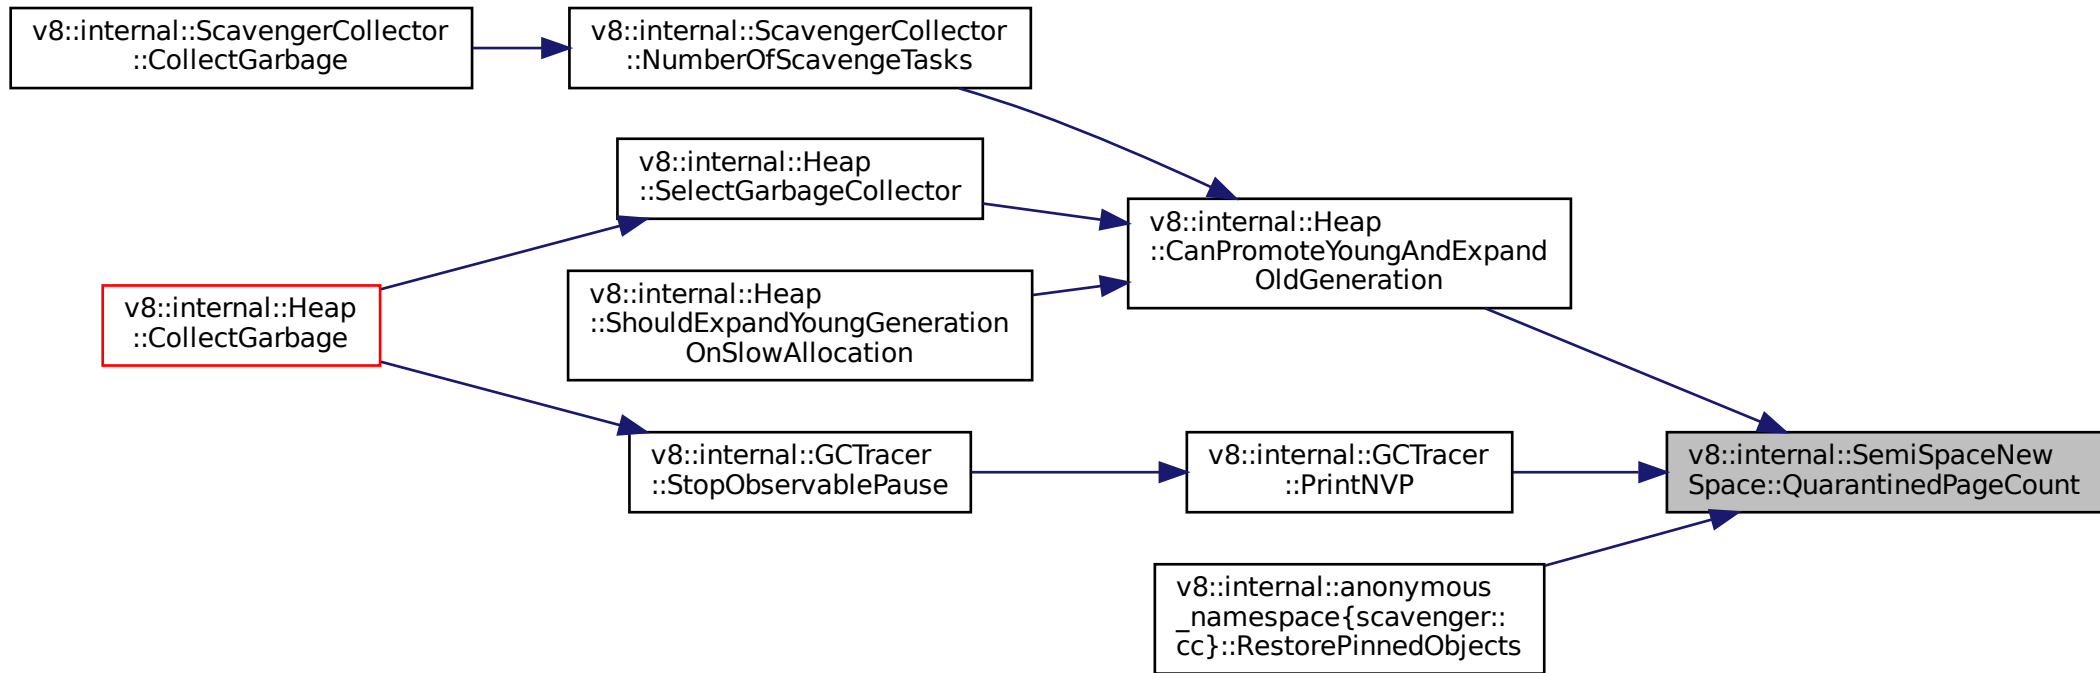 v8::internal::ScavengerCollector
::CollectGarbage
v8::internal::ScavengerCollector
::NumberOfScavengeTasks
v8::internal::Heap
::SelectGarbageCollector
v8::internal::Heap
::CanPromoteYoungAndExpand
OldGeneration
v8::internal::Heap
::ShouldExpandYoungGeneration
OnSlowAllocation
v8::internal::Heap
::CollectGarbage
v8::internal::GCTracer
::StopObservablePause
v8::internal::GCTracer
::PrintNVP
v8::internal::SemiSpaceNew
Space::QuarantinedPageCount
v8::internal::anonymous
_namespace{scavenger::
cc}::RestorePinnedObjects